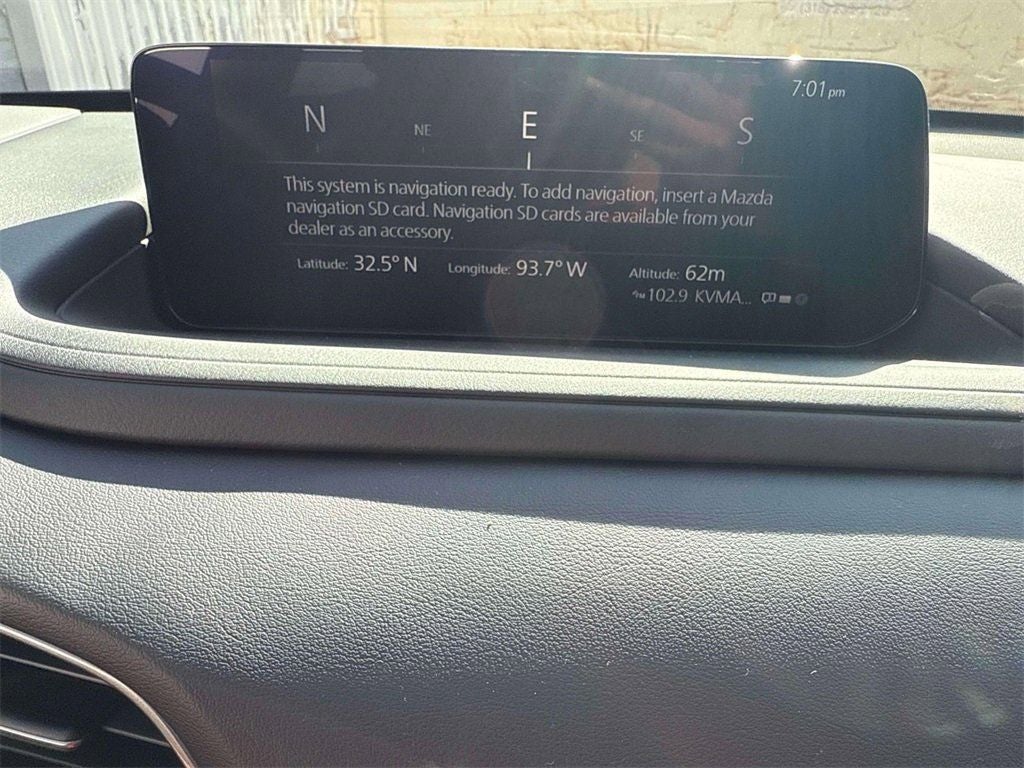 7:01pm
N NE E SE S
This system is navigation ready. To add navigation, insert a Mazda
navigation SD card. Navigation SD cards are available from your
dealer as an accessory.
Latitude: 32.5° N Longitude: 93.7° W Altitude: 62m
FM 102.9 KVMA...